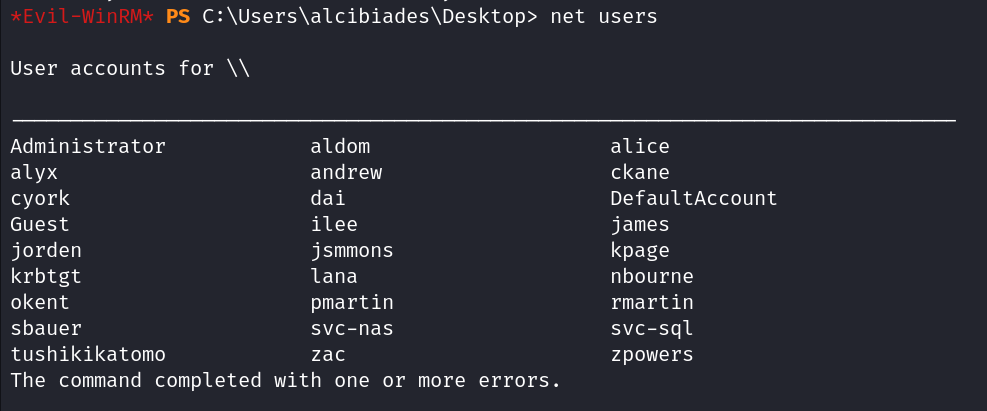 *Evil-WinRM* PS C:\Users\alcibiades\Desktop> net users
User accounts for \\
-------------------------------------------------------------------------------
Administrator            aldom                    alice
alyx                     andrew                   ckane
cyork                    dai                      DefaultAccount
Guest                    ilee                     james
jorden                   jsmmons                  kpage
krbtgt                   lana                     nbourne
okent                    pmartin                  rmartin
sbauer                   svc-nas                  svc-sql
tushikikatomo            zac                      zpowers
The command completed with one or more errors.